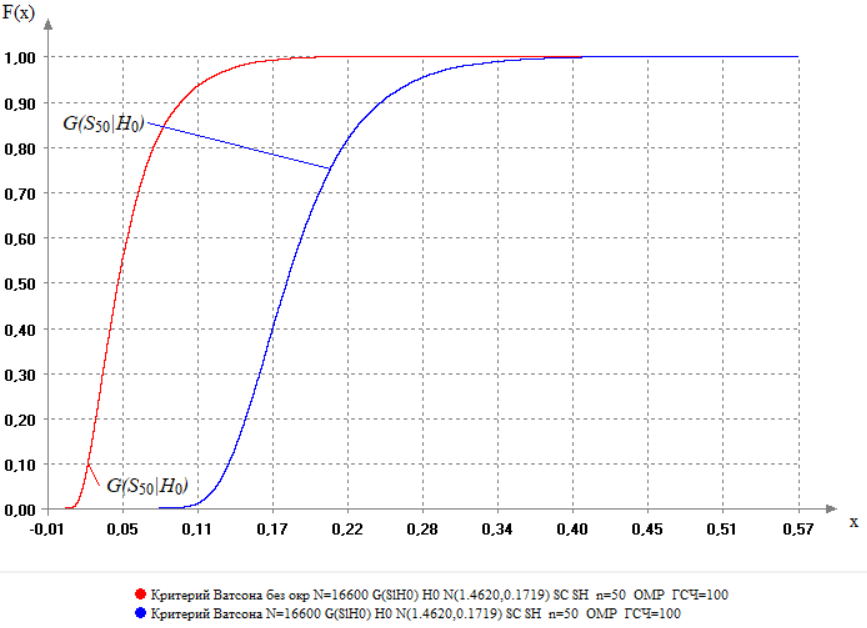 F(x)
1,00
0,90
G(S50|H0)
0,80
0,70
0,60
0,50
0,40
0,30
0,20
0,10
G(S50|H0)
0,00
-0,01 0,05 0,11 0,17 0,22 0,28 0,34 0,40 0,45 0,51 0,57
x
Критерий Ватсона без окр N=16600 G(S|H0) H0 N(1.4620,0.1719) SC SH n=50 ОМР ГСЧ=100
Критерий Ватсона N=16600 G(S|H0) H0 N(1.4620,0.1719) SC SH n=50 ОМР ГСЧ=100